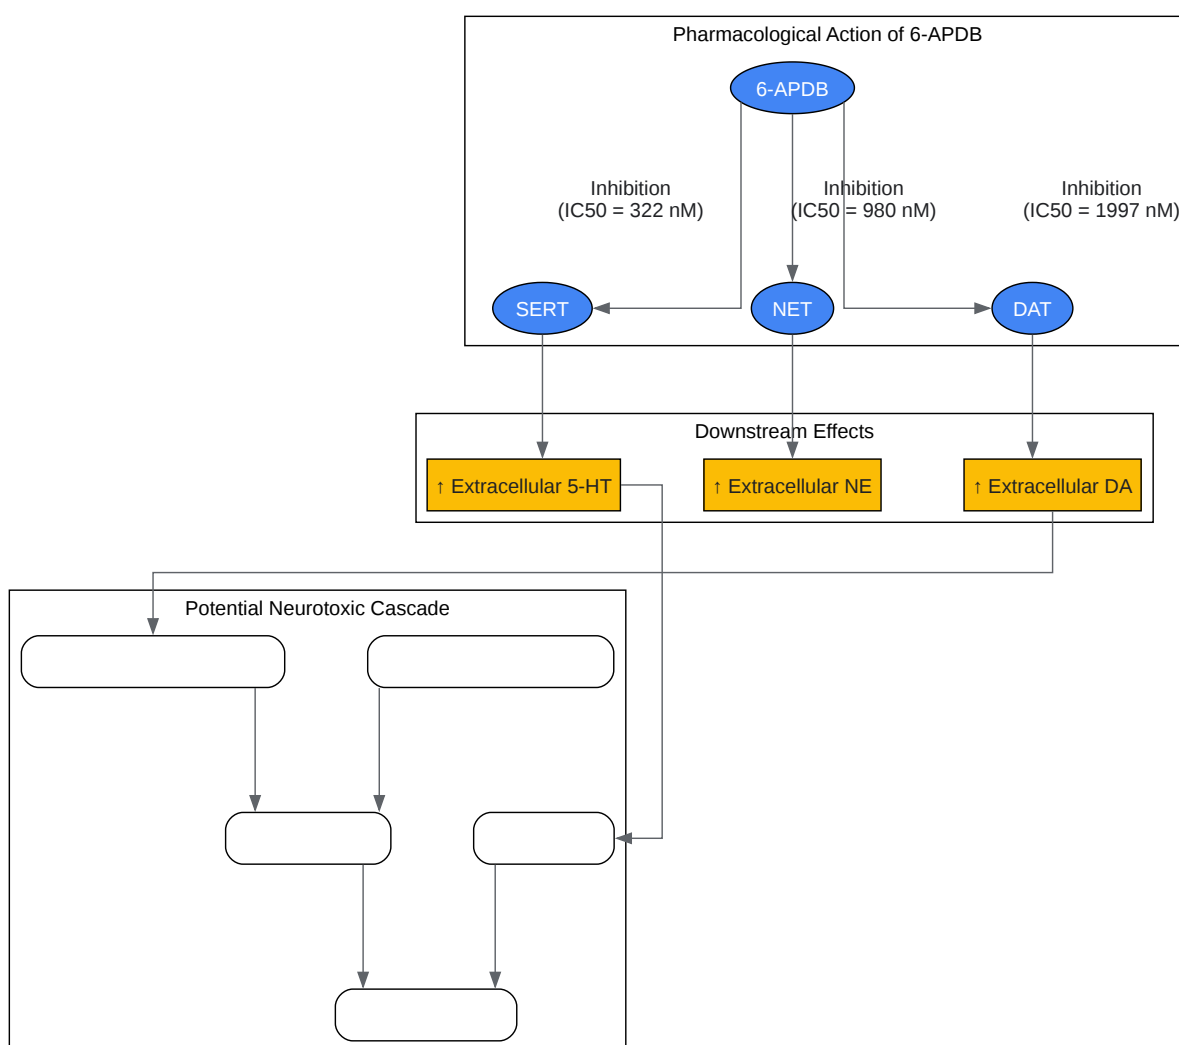 Pharmacological Action of 6-APDB
6-APDB
Inhibition
(IC50 = 322 nM)
Inhibition
(IC50 = 980 nM)
Inhibition
(IC50 = 1997 nM)
SERT
NET
DAT
Downstream Effects
↑ Extracellular 5-HT
↑ Extracellular NE
↑ Extracellular DA
Potential Neurotoxic Cascade